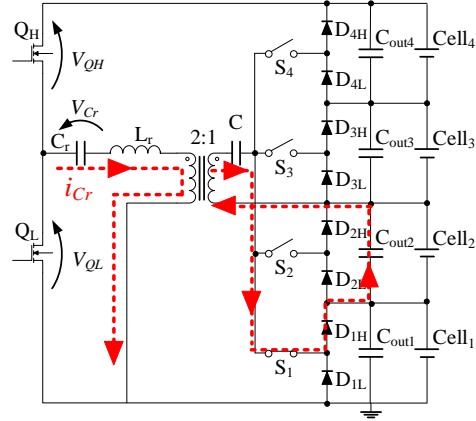 Q_H
V_QH
V_Cr
C_r
L_r
2:1
C
i_Cr
Q_L
V_QL
S_4
S_3
S_2
S_1
D_4H
D_4L
D_3H
D_3L
D_2H
D_2L
D_1H
D_1L
C_out4
C_out3
C_out2
C_out1
Cell_4
Cell_3
Cell_2
Cell_1